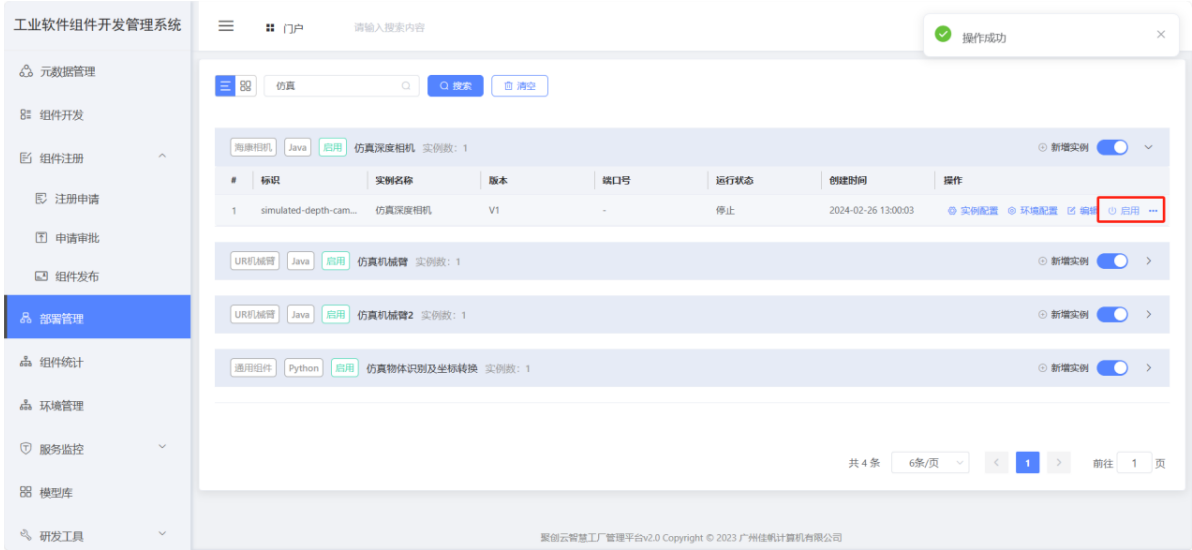 工业软件组件开发管理系统
门户
请输入搜索内容
操作成功
元数据管理
组件开发
组件注册
注册申请
申请审批
组件发布
部署管理
组件统计
环境管理
服务监控
模型库
研发工具
仿真
搜索
清空
海康相机 Java 启用 仿真深度相机 实例数：1 新增实例
# 标识 实例名称 版本 端口号 运行状态 创建时间 操作
1 simulated-depth-cam... 仿真深度相机 V1 - 停止 2024-02-26 13:00:03 实例配置 环境配置 编辑 启用 ···
UR机械臂 Java 启用 仿真机械臂 实例数：1 新增实例
UR机械臂 Java 启用 仿真机械臂2 实例数：1 新增实例
通用组件 Python 启用 仿真物体识别及坐标转换 实例数：1 新增实例
共 4 条 6条/页 1 前往 1 页
聚创云智慧工厂管理平台v2.0 Copyright © 2023 广州佳帆计算机有限公司